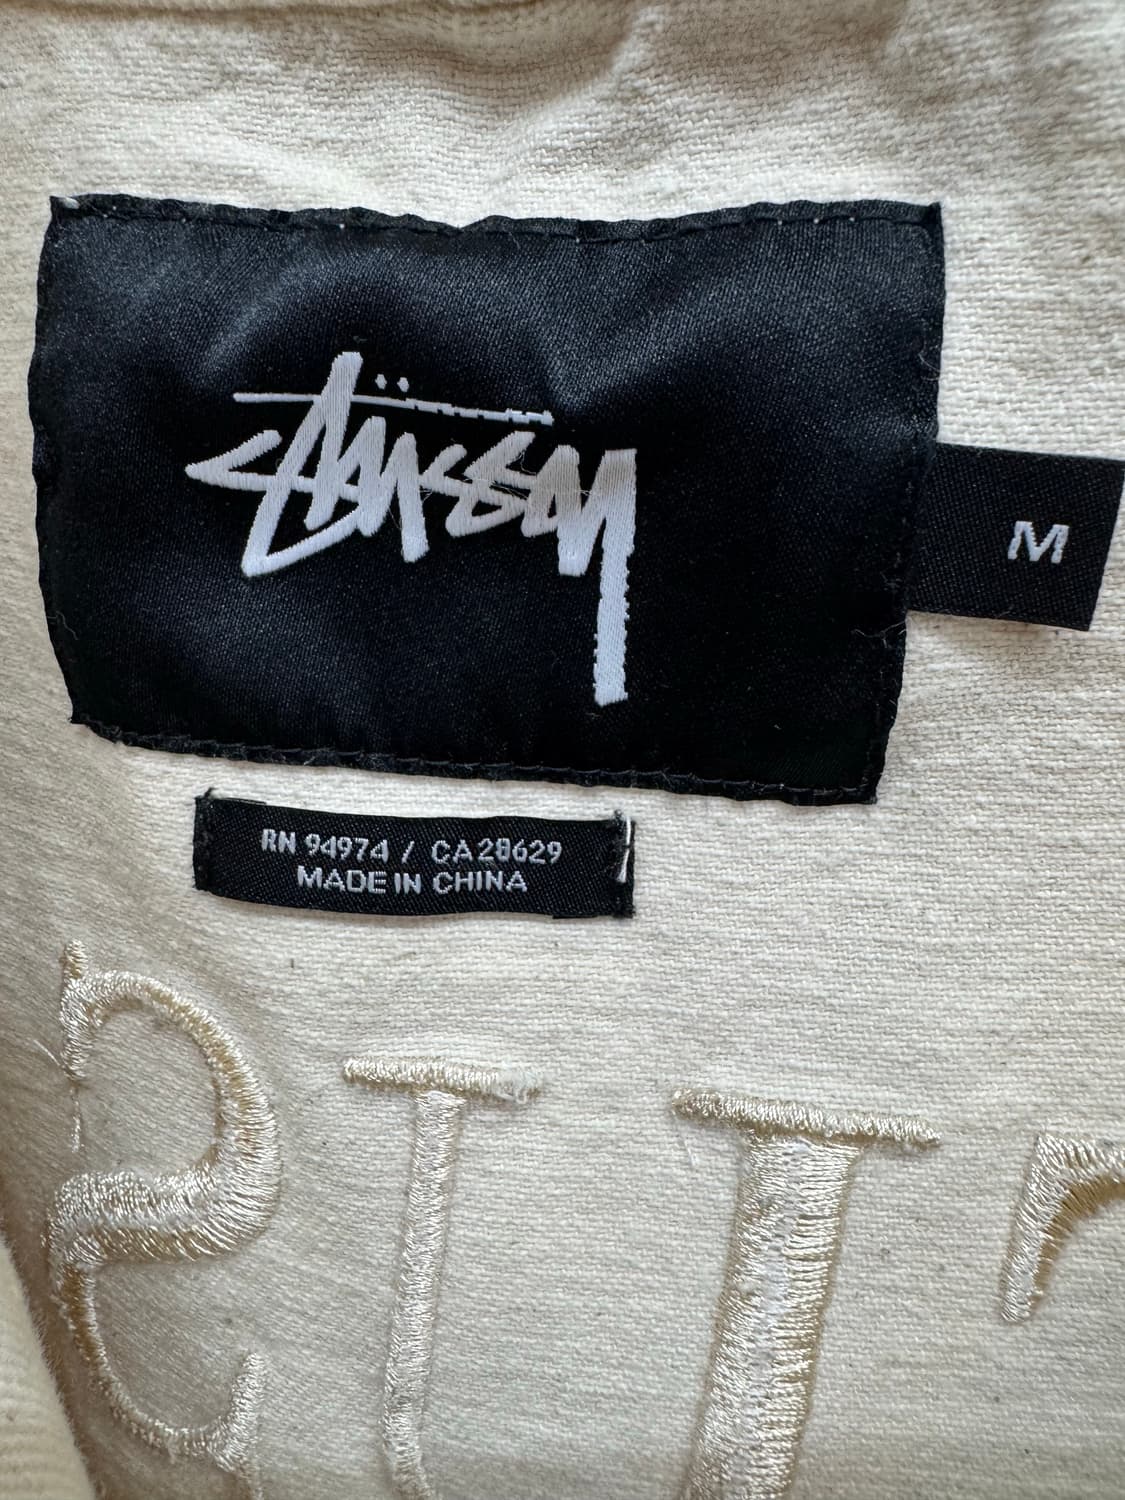 Stüssy
M
RN 94974 / CA28629
MADE IN CHINA